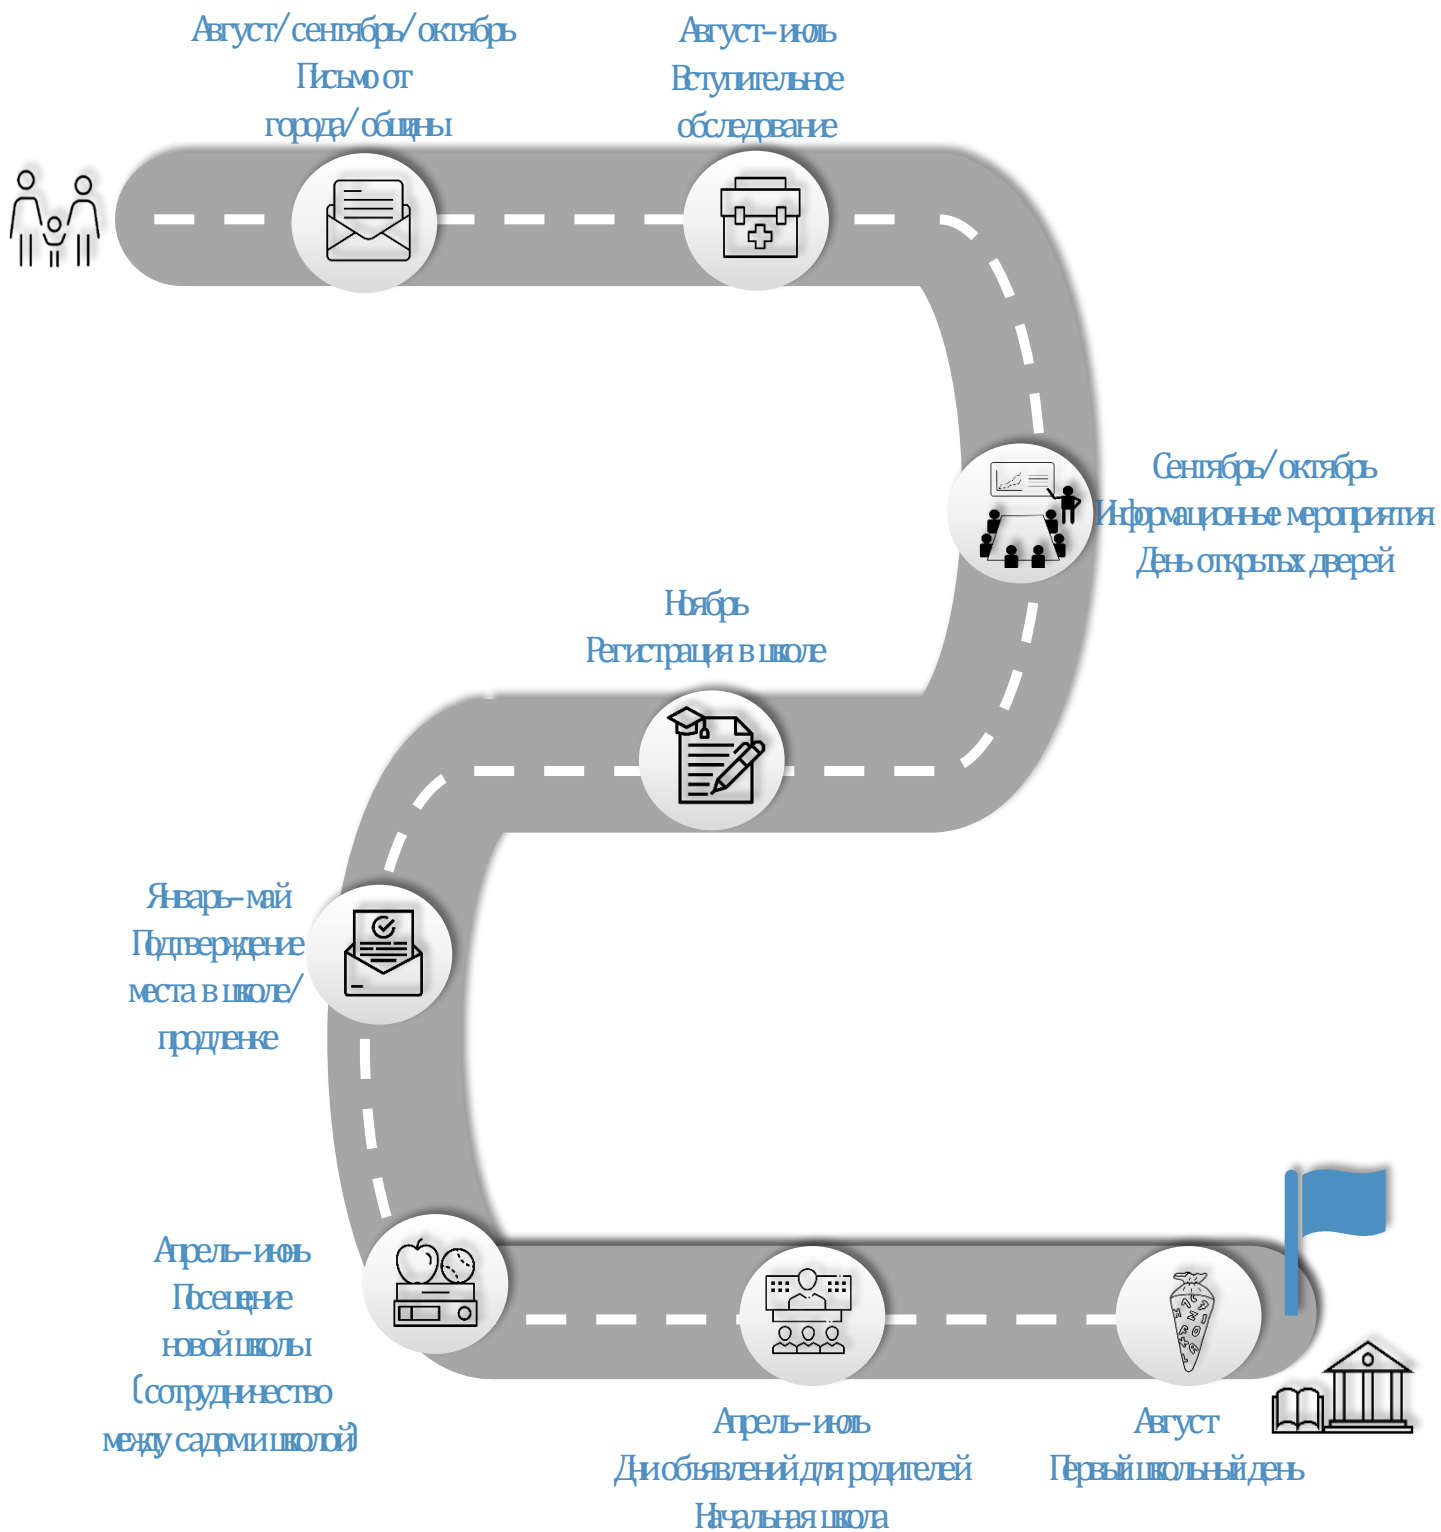 Август/сентябрь/октябрь
Письмо от
города/общины
Август–июль
Вступительное
обследование
Сентябрь/октябрь
Информационные мероприятия
День открытых дверей
Ноябрь
Регистрация в школе
Январь–май
Подтверждение
места в школе/
продленке
Апрель–июнь
Посещение
новой школы
(сотрудничество
между садом и школой)
Апрель–июль
Дни объявлений для родителей
Начальная школа
Август
Первый школьный день